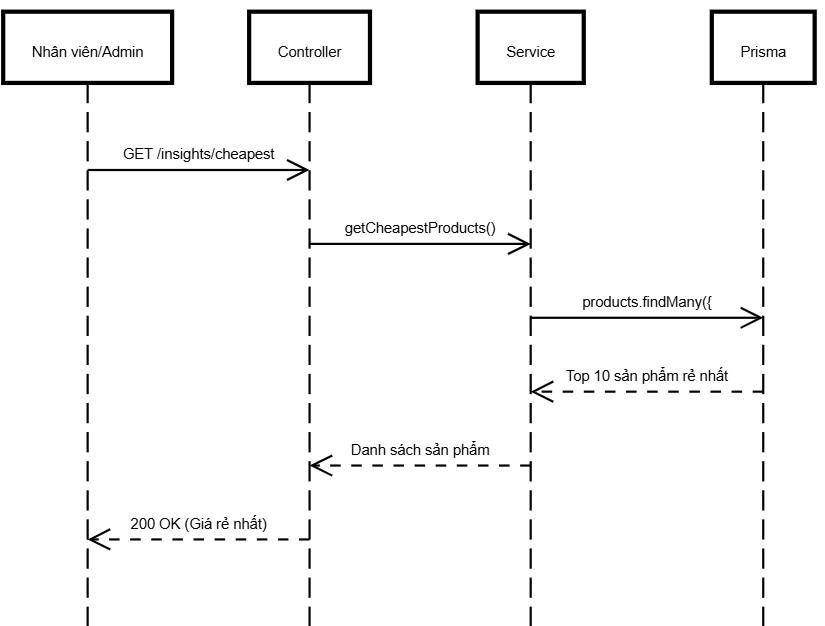 Nhân viên/Admin
Controller
Service
Prisma
GET /insights/cheapest
getCheapestProducts()
products.findMany({
Top 10 sản phẩm rẻ nhất
Danh sách sản phẩm
200 OK (Giá rẻ nhất)